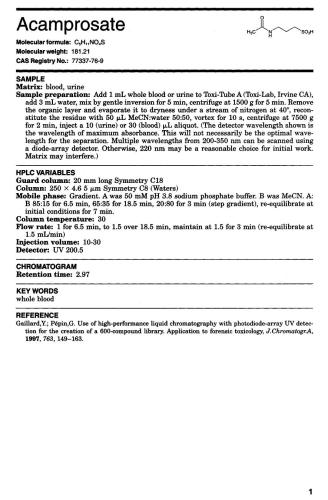 Acamprosate
O
H₃C
N
H
SO₃H
Molecular formula: C₅H₁₁NO₄S
Molecular weight: 181.21
CAS Registry No.: 77337-76-9
SAMPLE
Matrix: blood, urine
Sample preparation: Add 1 mL whole blood or urine to Toxi-Tube A (Toxi-Lab, Irvine CA),
add 3 mL water, mix by gentle inversion for 5 min, centrifuge at 1500 g for 5 min. Remove
the organic layer and evaporate it to dryness under a stream of nitrogen at 40°, recon-
stitute the residue with 50 µL MeCN:water 50:50, vortex for 10 s, centrifuge at 7500 g
for 2 min, inject a 10 (urine) or 30 (blood) µL aliquot. (The detector wavelength shown is
the wavelength of maximum absorbance. This will not necessarily be the optimal wave-
length for the separation. Multiple wavelengths from 200-350 nm can be scanned using
a diode-array detector. Otherwise, 220 nm may be a reasonable choice for initial work.
Matrix may interfere.)
HPLC VARIABLES
Guard column: 20 mm long Symmetry C18
Column: 250 × 4.6 5 µm Symmetry C8 (Waters)
Mobile phase: Gradient. A was 50 mM pH 3.8 sodium phosphate buffer. B was MeCN. A:
B 85:15 for 6.5 min, 65:35 for 18.5 min, 20:80 for 3 min (step gradient), re-equilibrate at
initial conditions for 7 min.
Column temperature: 30
Flow rate: 1 for 6.5 min, to 1.5 over 18.5 min, maintain at 1.5 for 3 min (re-equilibrate at
1.5 mL/min)
Injection volume: 10-30
Detector: UV 200.5
CHROMATOGRAM
Retention time: 2.97
KEY WORDS
whole blood
REFERENCE
Gaillard,Y.; Pépin,G. Use of high-performance liquid chromatography with photodiode-array UV detec-
tion for the creation of a 600-compound library. Application to forensic toxicology, J.Chromatogr.A,
1997, 763, 149–163.
1